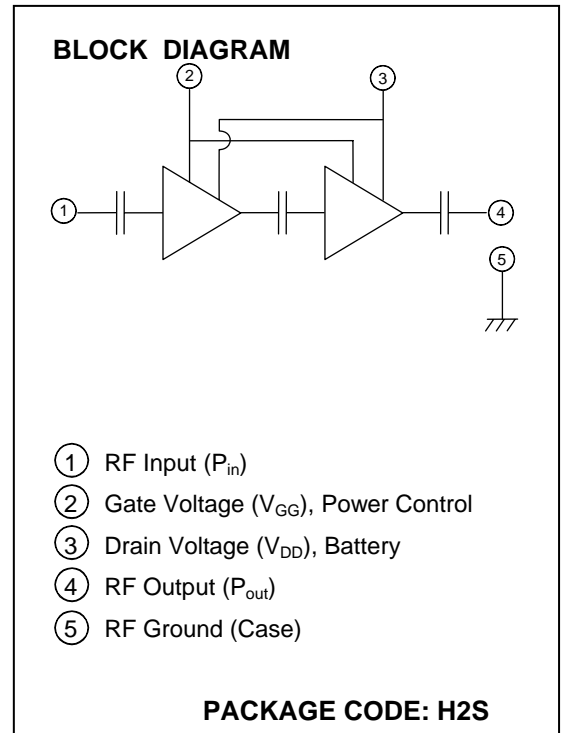 BLOCK DIAGRAM
2
3
1
4
5
1 RF Input (Pin)
2 Gate Voltage (VGG), Power Control
3 Drain Voltage (VDD), Battery
4 RF Output (Pout)
5 RF Ground (Case)
PACKAGE CODE: H2S